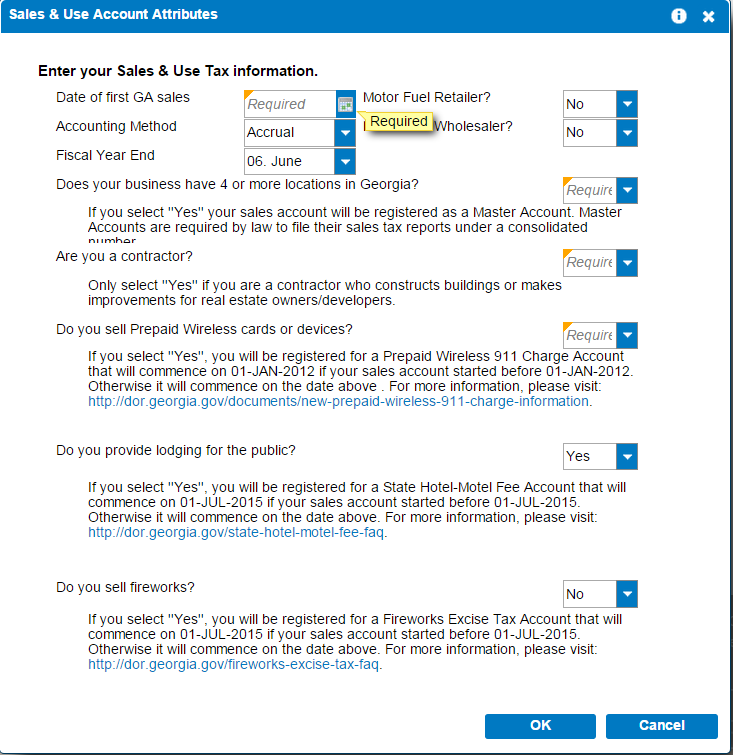 Sales & Use Account Attributes
Enter your Sales & Use Tax information.
Date of first GA sales Required Motor Fuel Retailer? No
Required
Accounting Method Accrual Wholesaler? No
Fiscal Year End 06. June
Does your business have 4 or more locations in Georgia? Require
If you select "Yes" your sales account will be registered as a Master Account. Master
Accounts are required by law to file their sales tax reports under a consolidated
number.
Are you a contractor? Require
Only select "Yes" if you are a contractor who constructs buildings or makes
improvements for real estate owners/developers.
Do you sell Prepaid Wireless cards or devices? Require
If you select "Yes", you will be registered for a Prepaid Wireless 911 Charge Account
that will commence on 01-JAN-2012 if your sales account started before 01-JAN-2012.
Otherwise it will commence on the date above . For more information, please visit:
http://dor.georgia.gov/documents/new-prepaid-wireless-911-charge-information.
Do you provide lodging for the public? Yes
If you select "Yes", you will be registered for a State Hotel-Motel Fee Account that will
commence on 01-JUL-2015 if your sales account started before 01-JUL-2015.
Otherwise it will commence on the date above. For more information, please visit:
http://dor.georgia.gov/state-hotel-motel-fee-faq.
Do you sell fireworks? No
If you select "Yes", you will be registered for a Fireworks Excise Tax Account that will
commence on 01-JUL-2015 if your sales account started before 01-JUL-2015.
Otherwise it will commence on the date above. For more information, please visit:
http://dor.georgia.gov/fireworks-excise-tax-faq.
OK Cancel